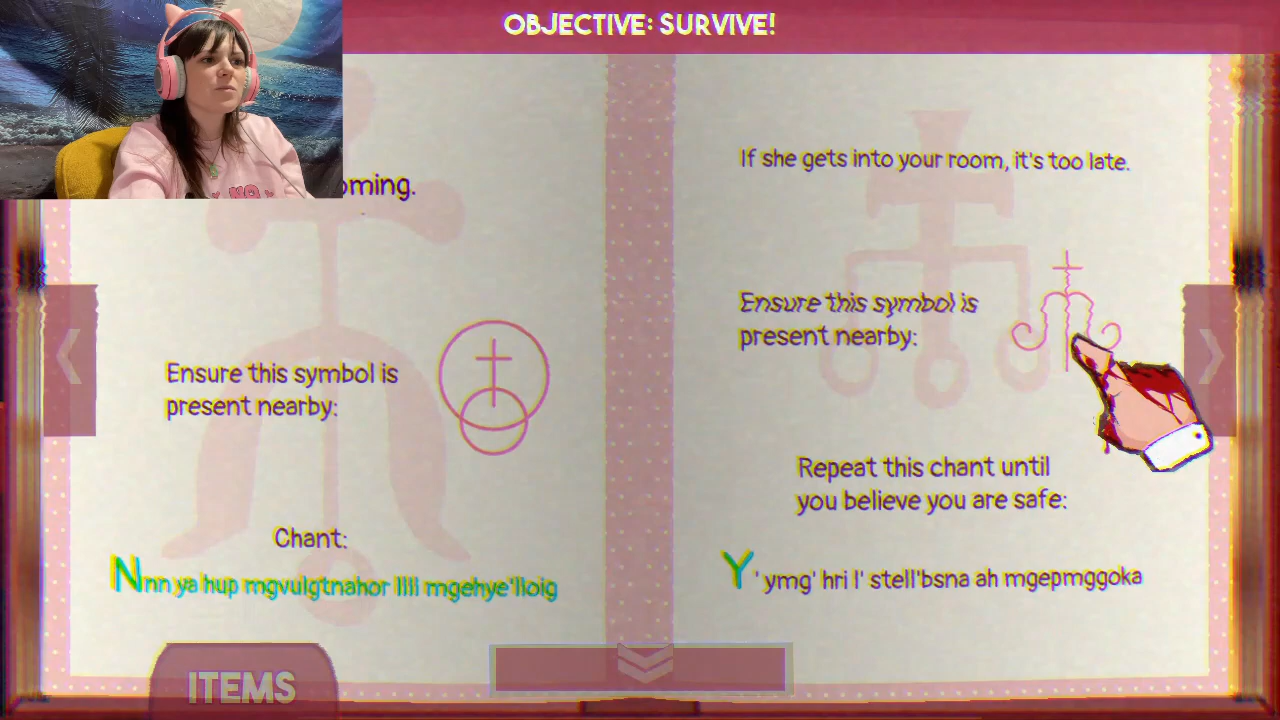 OBJECTIVE: SURVIVE!
oming.
Ensure this symbol is
present nearby:
Chant:
Nnn ya hup mgvulgtnahor llll mgehye'lloig
If she gets into your room, it's too late.
Ensure this symbol is
present nearby:
Repeat this chant until
you believe you are safe:
Y' ymg' hri l' stell'bsna ah mgepmggoka
ITEMS